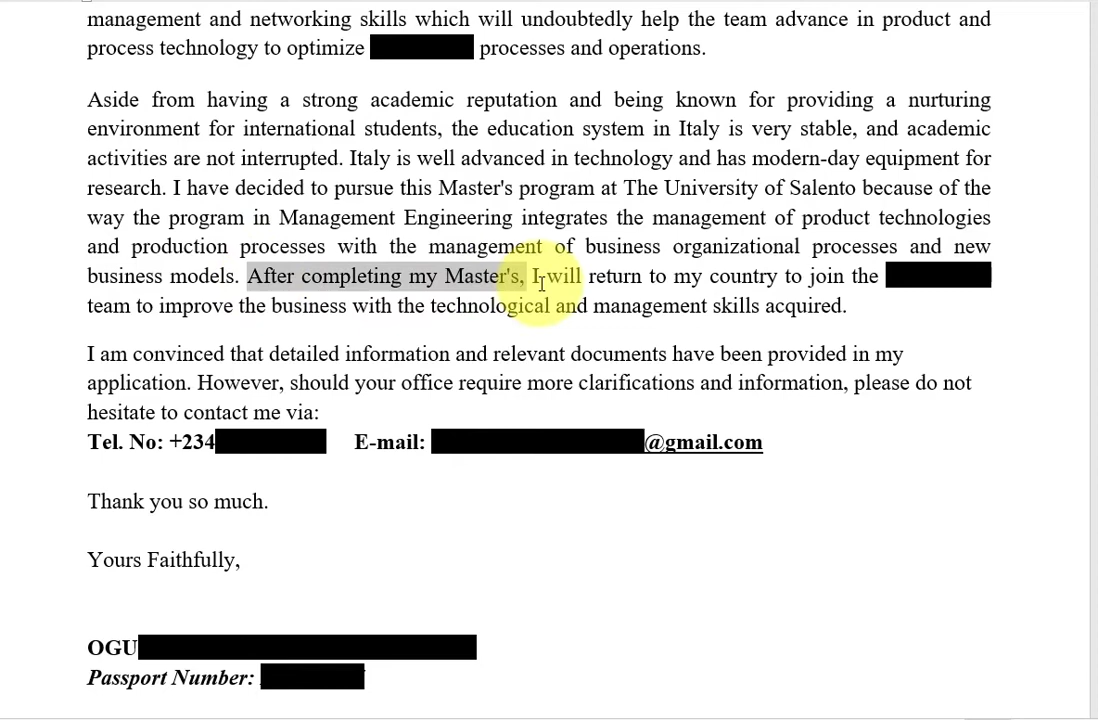 management and networking skills which will undoubtedly help the team advance in product and
process technology to optimize processes and operations.
Aside from having a strong academic reputation and being known for providing a nurturing
environment for international students, the education system in Italy is very stable, and academic
activities are not interrupted. Italy is well advanced in technology and has modern-day equipment for
research. I have decided to pursue this Master's program at The University of Salento because of the
way the program in Management Engineering integrates the management of product technologies
and production processes with the management of business organizational processes and new
business models. After completing my Master's, I will return to my country to join the
team to improve the business with the technological and management skills acquired.
I am convinced that detailed information and relevant documents have been provided in my
application. However, should your office require more clarifications and information, please do not
hesitate to contact me via:
Tel. No: +234 E-mail: @gmail.com
Thank you so much.
Yours Faithfully,
OGU
Passport Number: